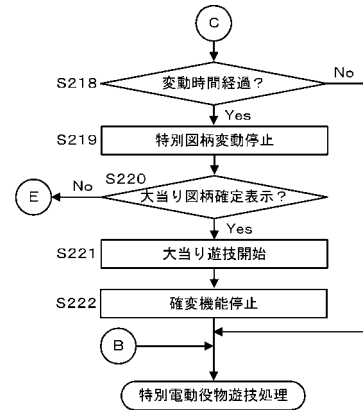 C
S218
変動時間経過?
No
Yes
S219
特別図柄変動停止
S220
No
E
大当り図柄確定表示?
Yes
S221
大当り遊技開始
S222
確変機能停止
B
特別電動役物遊技処理